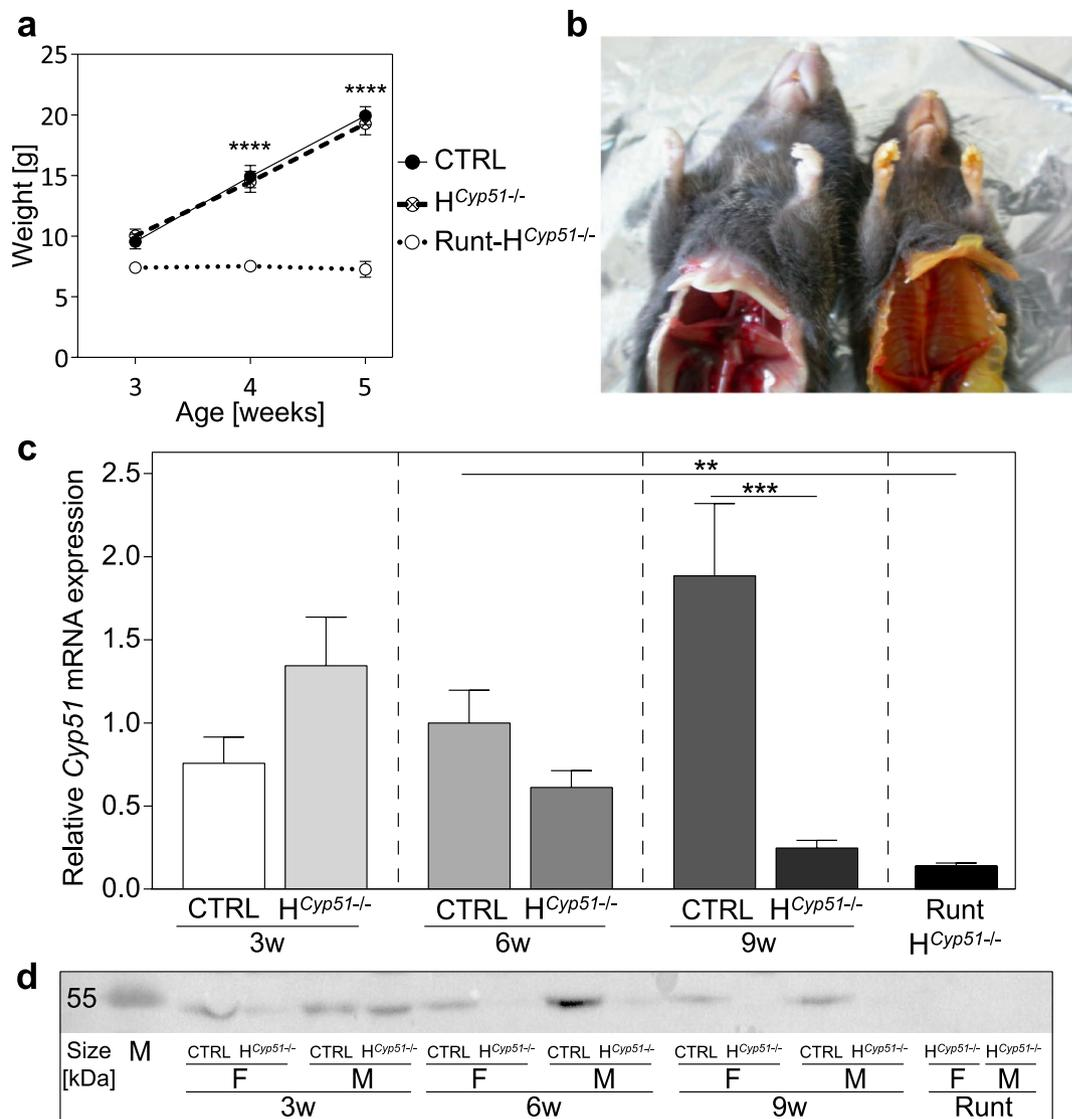 a
25
20
15
10
5
0
Weight [g]
****
****
3 4 5
Age [weeks]
CTRL
H^Cyp51-/-
Runt-H^Cyp51-/-
b
c
Relative Cyp51 mRNA expression
2.5
2.0
1.5
1.0
0.5
0.0
**
***
CTRL H^Cyp51-/- CTRL H^Cyp51-/- CTRL H^Cyp51-/- Runt
3w 6w 9w H^Cyp51-/-
d
55
Size M CTRL H^Cyp51-/- CTRL H^Cyp51-/- CTRL H^Cyp51-/- CTRL H^Cyp51-/- CTRL H^Cyp51-/- CTRL H^Cyp51-/- H^Cyp51-/- H^Cyp51-/-
[kDa] F M F M F M F M
3w 6w 9w Runt